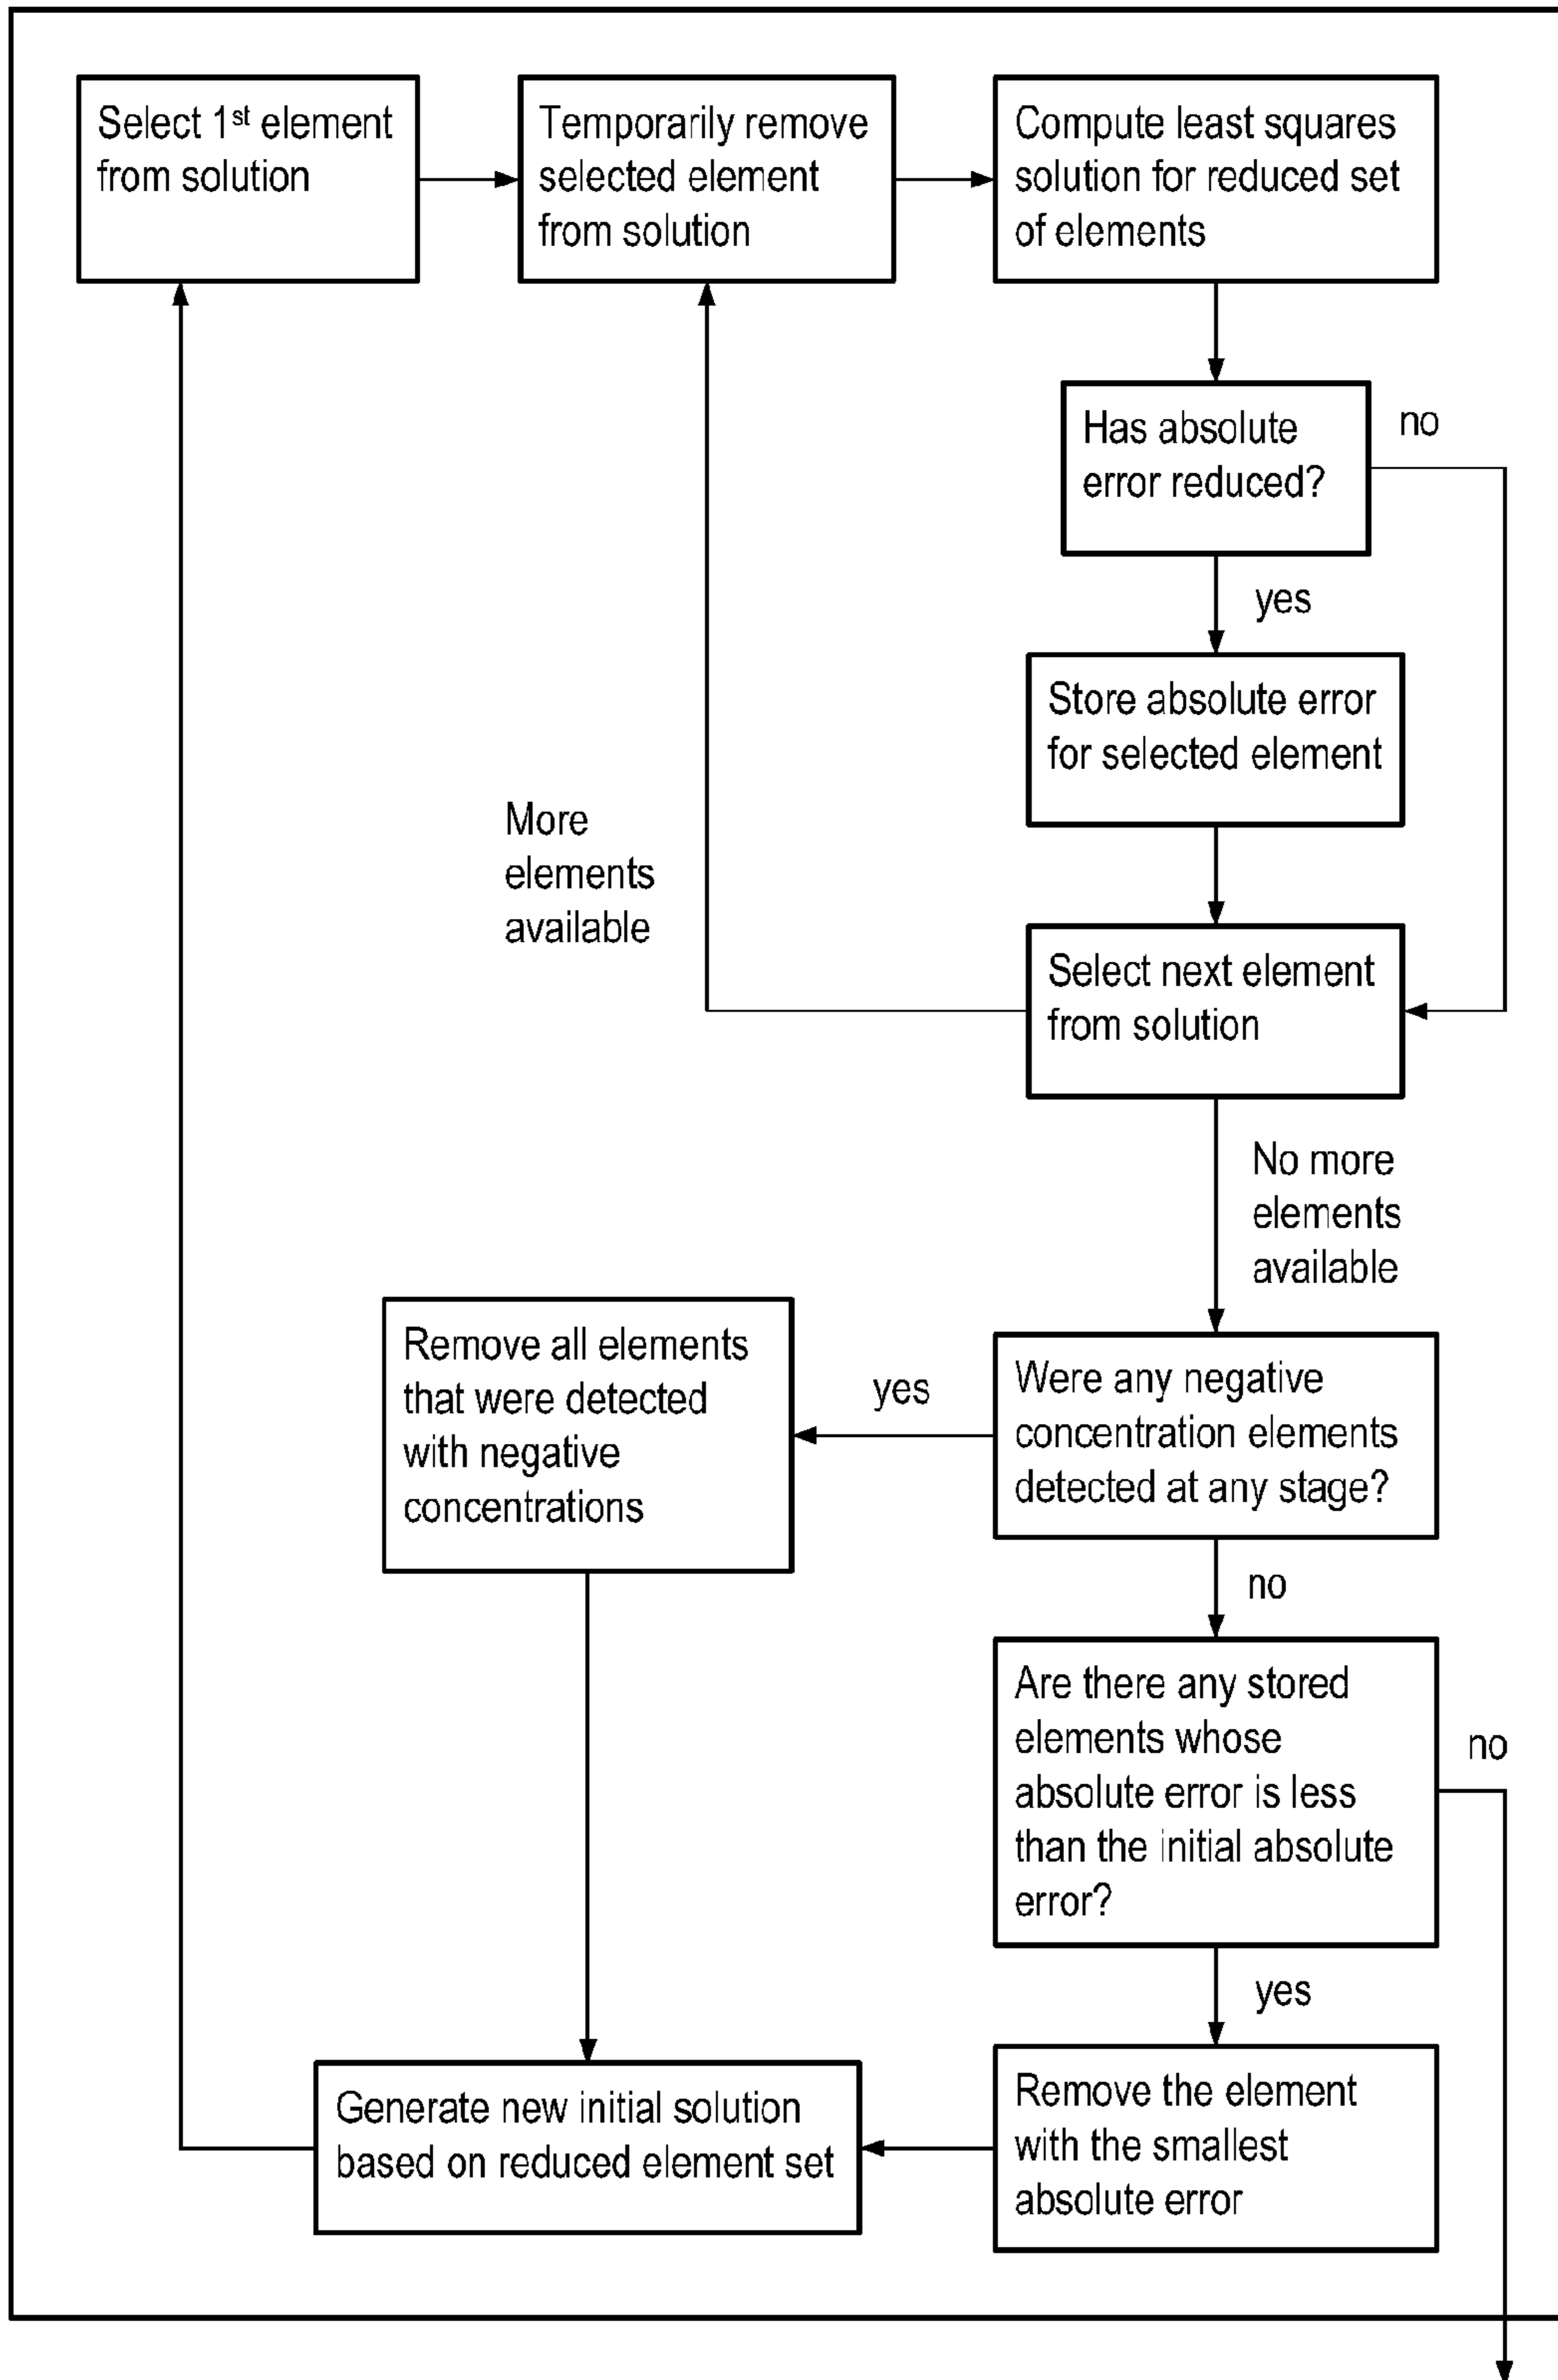 Select 1st element
from solution
Temporarily remove
selected element
from solution
Compute least squares
solution for reduced set
of elements
Has absolute
error reduced?
no
yes
Store absolute error
for selected element
More
elements
available
Select next element
from solution
No more
elements
available
Remove all elements
that were detected
with negative
concentrations
yes
Were any negative
concentration elements
detected at any stage?
no
Are there any stored
elements whose
absolute error is less
than the initial absolute
error?
no
yes
Generate new initial solution
based on reduced element set
Remove the element
with the smallest
absolute error